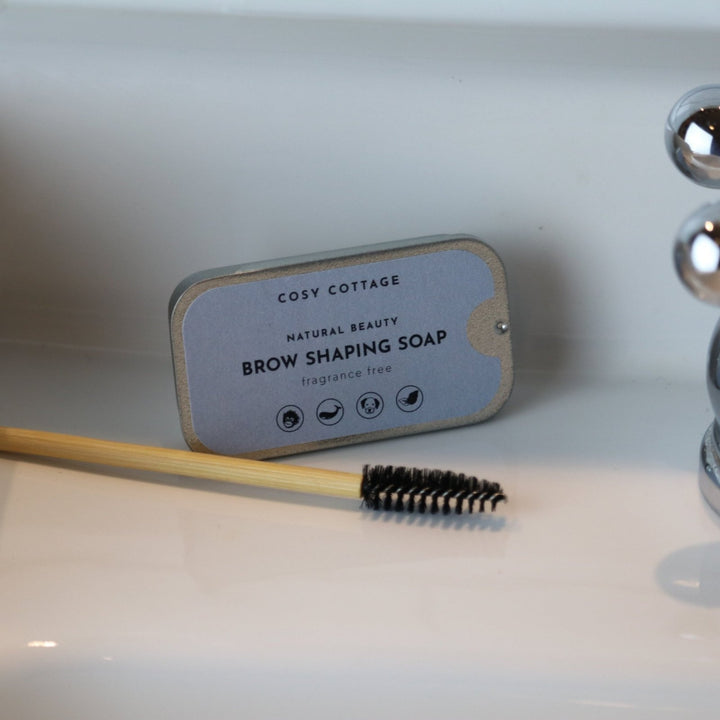 COSY COTTAGE
NATURAL BEAUTY
BROW SHAPING SOAP
fragrance free